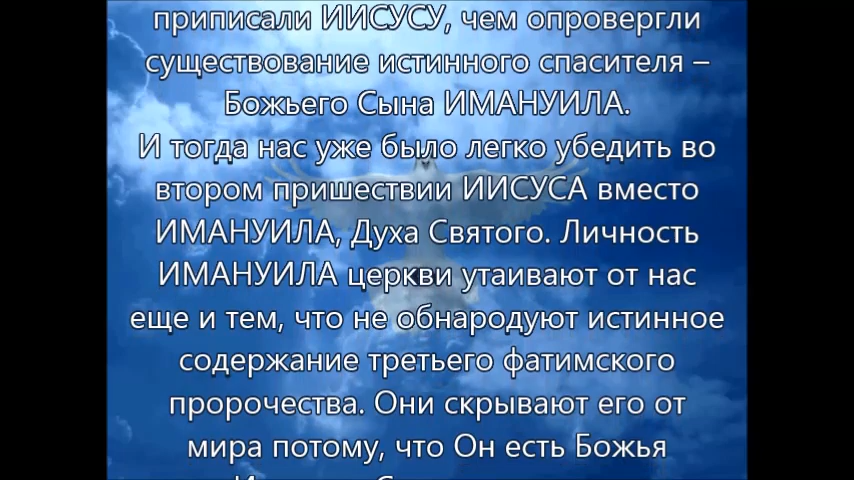 приписали ИИСУСУ, чем опровергли
существование истинного спасителя –
Божьего Сына ИМАНУИЛА.
И тогда нас уже было легко убедить во
втором пришествии ИИСУСА вместо
ИМАНУИЛА, Духа Святого. Личность
ИМАНУИЛА церкви утаивают от нас
еще и тем, что не обнародуют истинное
содержание третьего фатимского
пророчества. Они скрывают его от
мира потому, что Он есть Божья